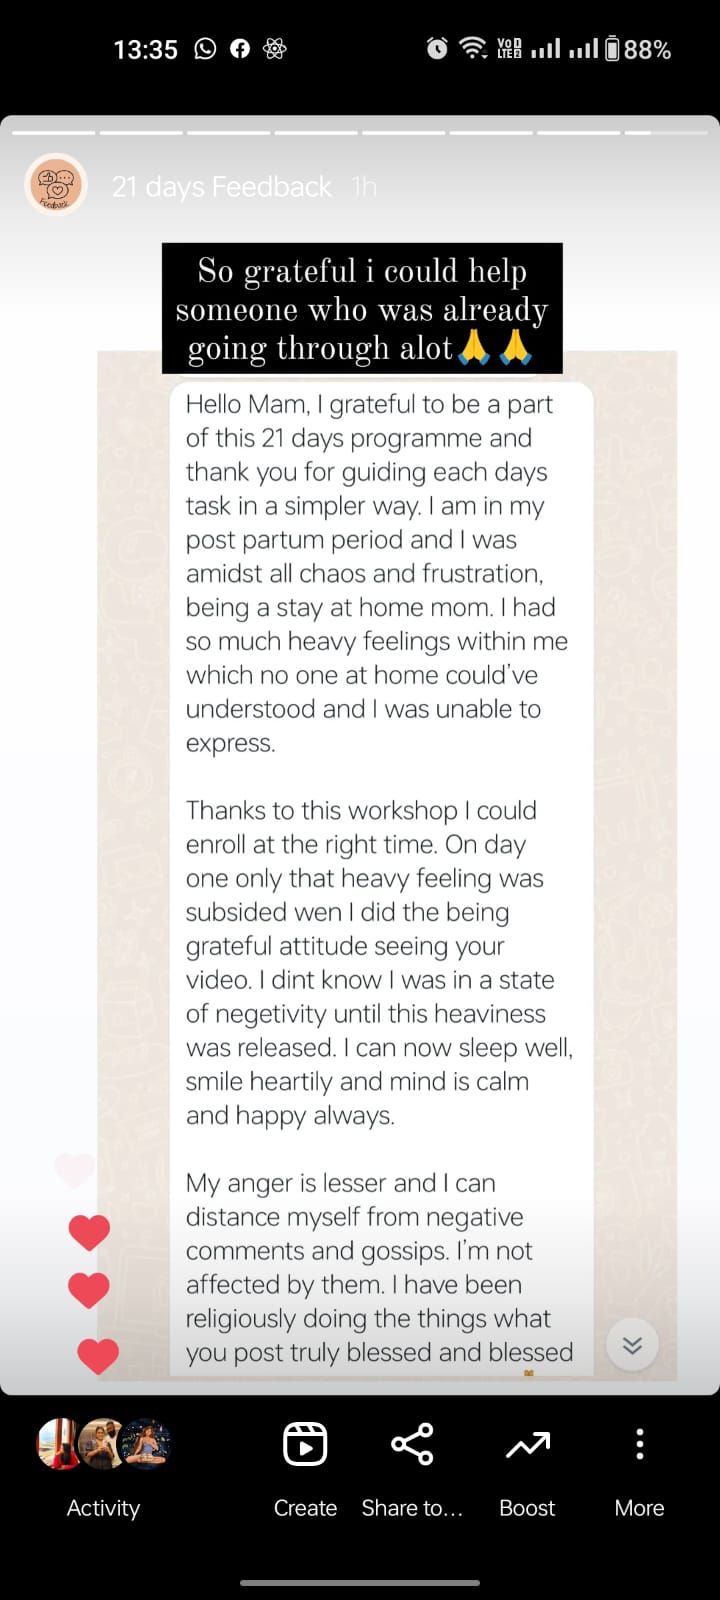 13:35
VoD LTE2 88%
21 days Feedback 1h
Feedback
So grateful i could help
someone who was already
going through alot🙏🙏
Hello Mam, I grateful to be a part
of this 21 days programme and
thank you for guiding each days
task in a simpler way. I am in my
post partum period and I was
amidst all chaos and frustration,
being a stay at home mom. I had
so much heavy feelings within me
which no one at home could've
understood and I was unable to
express.
Thanks to this workshop I could
enroll at the right time. On day
one only that heavy feeling was
subsided wen I did the being
grateful attitude seeing your
video. I dint know I was in a state
of negetivity until this heaviness
was released. I can now sleep well,
smile heartily and mind is calm
and happy always.
My anger is lesser and I can
distance myself from negative
comments and gossips. I'm not
affected by them. I have been
religiously doing the things what
you post truly blessed and blessed
Activity Create Share to... Boost More